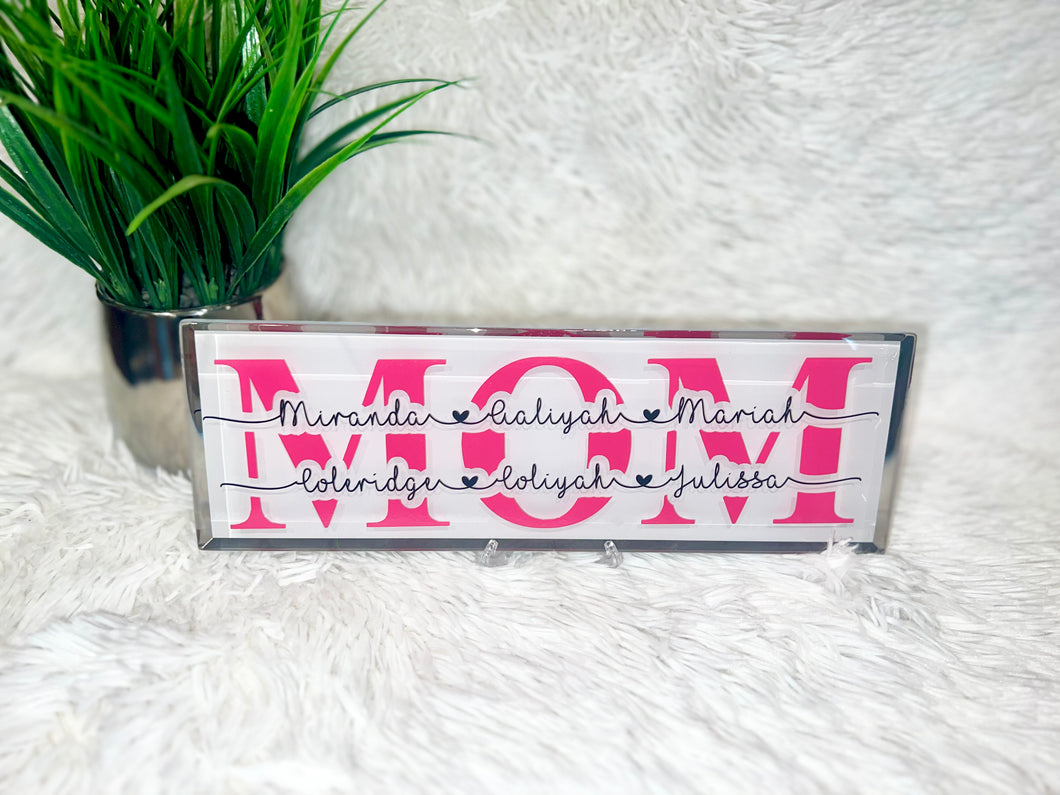 MOM
Miranda ♥ Aaliyah ♥ Mariah
Coleridge ♥ Coliyah ♥ Julissa